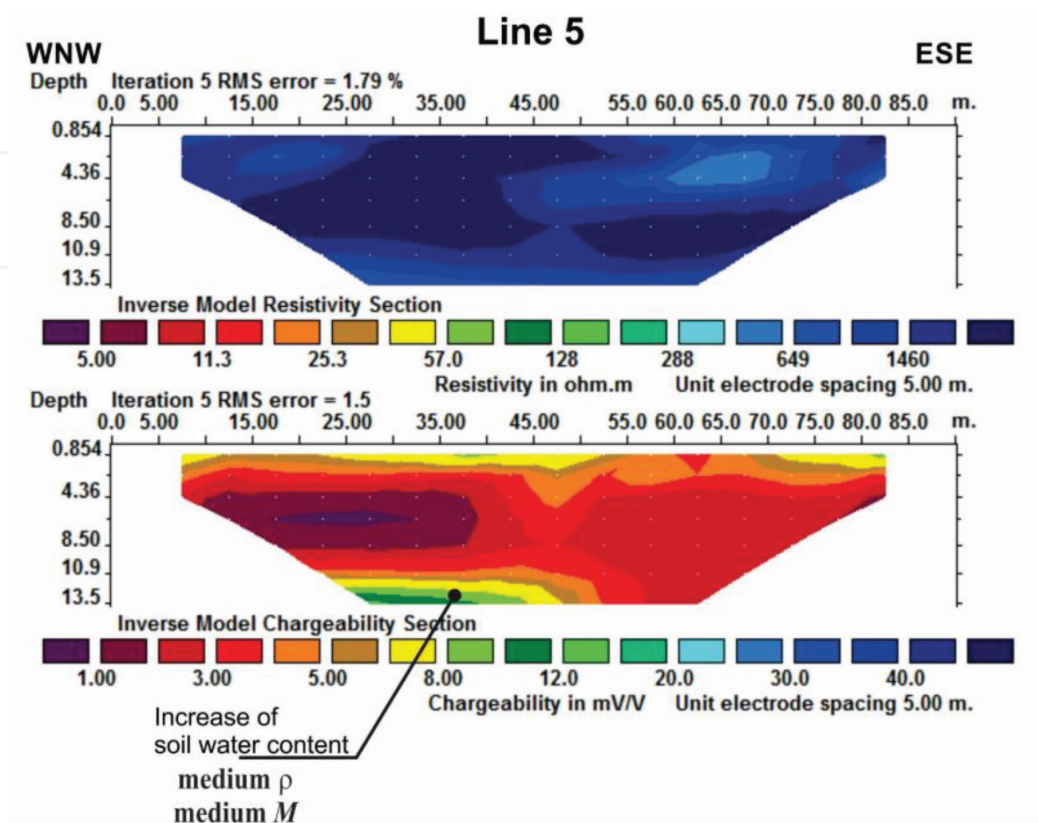 Line 5
WNW
ESE
Depth Iteration 5 RMS error = 1.79 %
0.0 5.00 15.00 25.00 35.00 45.00 55.0 60.0 65.0 70.0 75.0 80.0 85.0 m.
0.854
4.36
8.50
10.9
13.5
Inverse Model Resistivity Section
5.00 11.3 25.3 57.0 128 288 649 1460
Resistivity in ohm.m Unit electrode spacing 5.00 m.
Depth Iteration 5 RMS error = 1.5
0.0 5.00 15.00 25.00 35.00 45.00 55.0 60.0 65.0 70.0 75.0 80.0 85.0 m.
0.854
4.36
8.50
10.9
13.5
Inverse Model Chargeability Section
1.00 3.00 5.00 8.00 12.0 20.0 30.0 40.0
Chargeability in mV/V Unit electrode spacing 5.00 m.
Increase of
soil water content
medium ρ
medium M